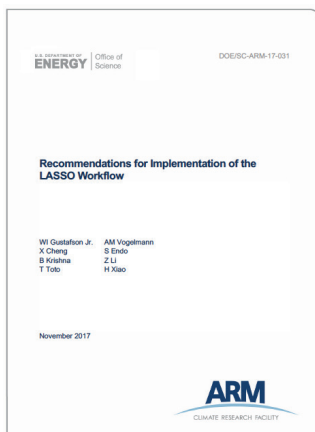 U.S. DEPARTMENT OF
ENERGY
Office of
Science
DOE/SC-ARM-17-031
Recommendations for Implementation of the
LASSO Workflow
WI Gustafson Jr. AM Vogelmann
X Cheng S Endo
B Krishna Z Li
T Toto H Xiao
November 2017
ARM
CLIMATE RESEARCH FACILITY